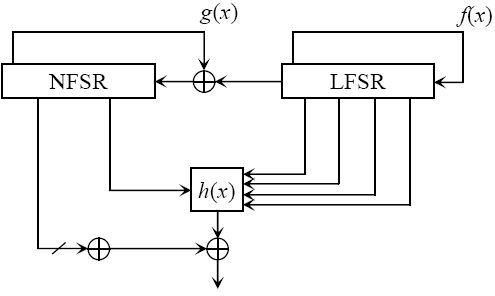 g(x)
f(x)
NFSR
LFSR
h(x)